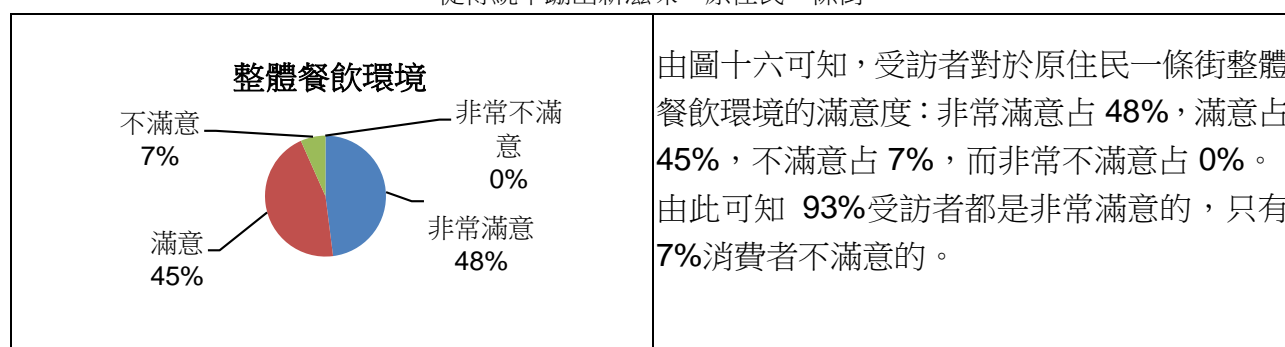 整體餐飲環境
不滿意
7%
非常不滿
意
0%
滿意
45%
非常滿意
48%
由圖十六可知，受訪者對於原住民一條街整體
餐飲環境的滿意度：非常滿意占 48%，滿意占
45%，不滿意占 7%，而非常不滿意占 0%。
由此可知 93%受訪者都是非常滿意的，只有
7%消費者不滿意的。